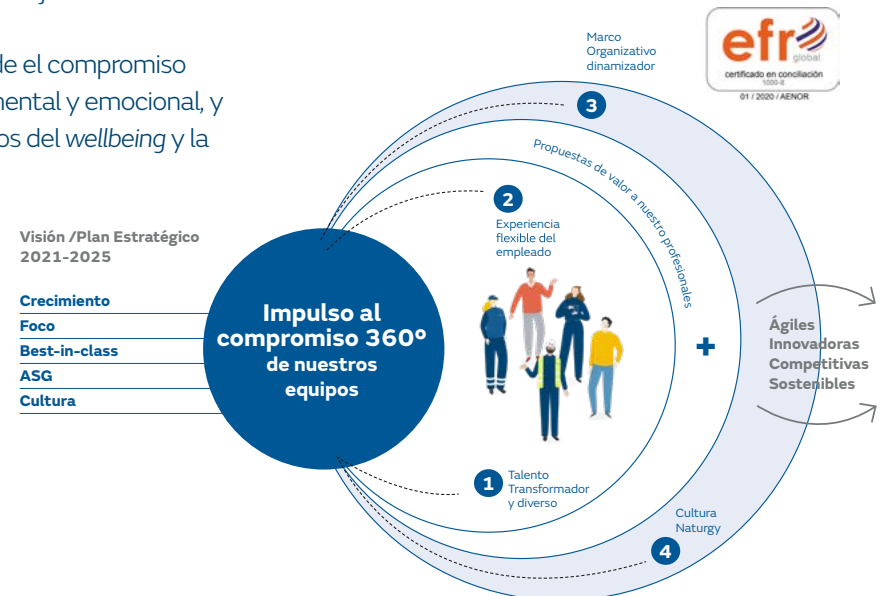 de el compromiso
mental y emocional, y
os del wellbeing y la
Marco
Organizativo
dinamizador
efr
global
certificado en conciliación
1000-8
01 / 2020 / AENOR
3
Propuestas de valor a nuestro profesionales
2
Experiencia
flexible del
empleado
Visión /Plan Estratégico
2021-2025
Crecimiento
Foco
Best-in-class
ASG
Cultura
Impulso al
compromiso 360º
de nuestros
equipos
+
Ágiles
Innovadoras
Competitivas
Sostenibles
1
Talento
Transformador
y diverso
Cultura
Naturgy
4